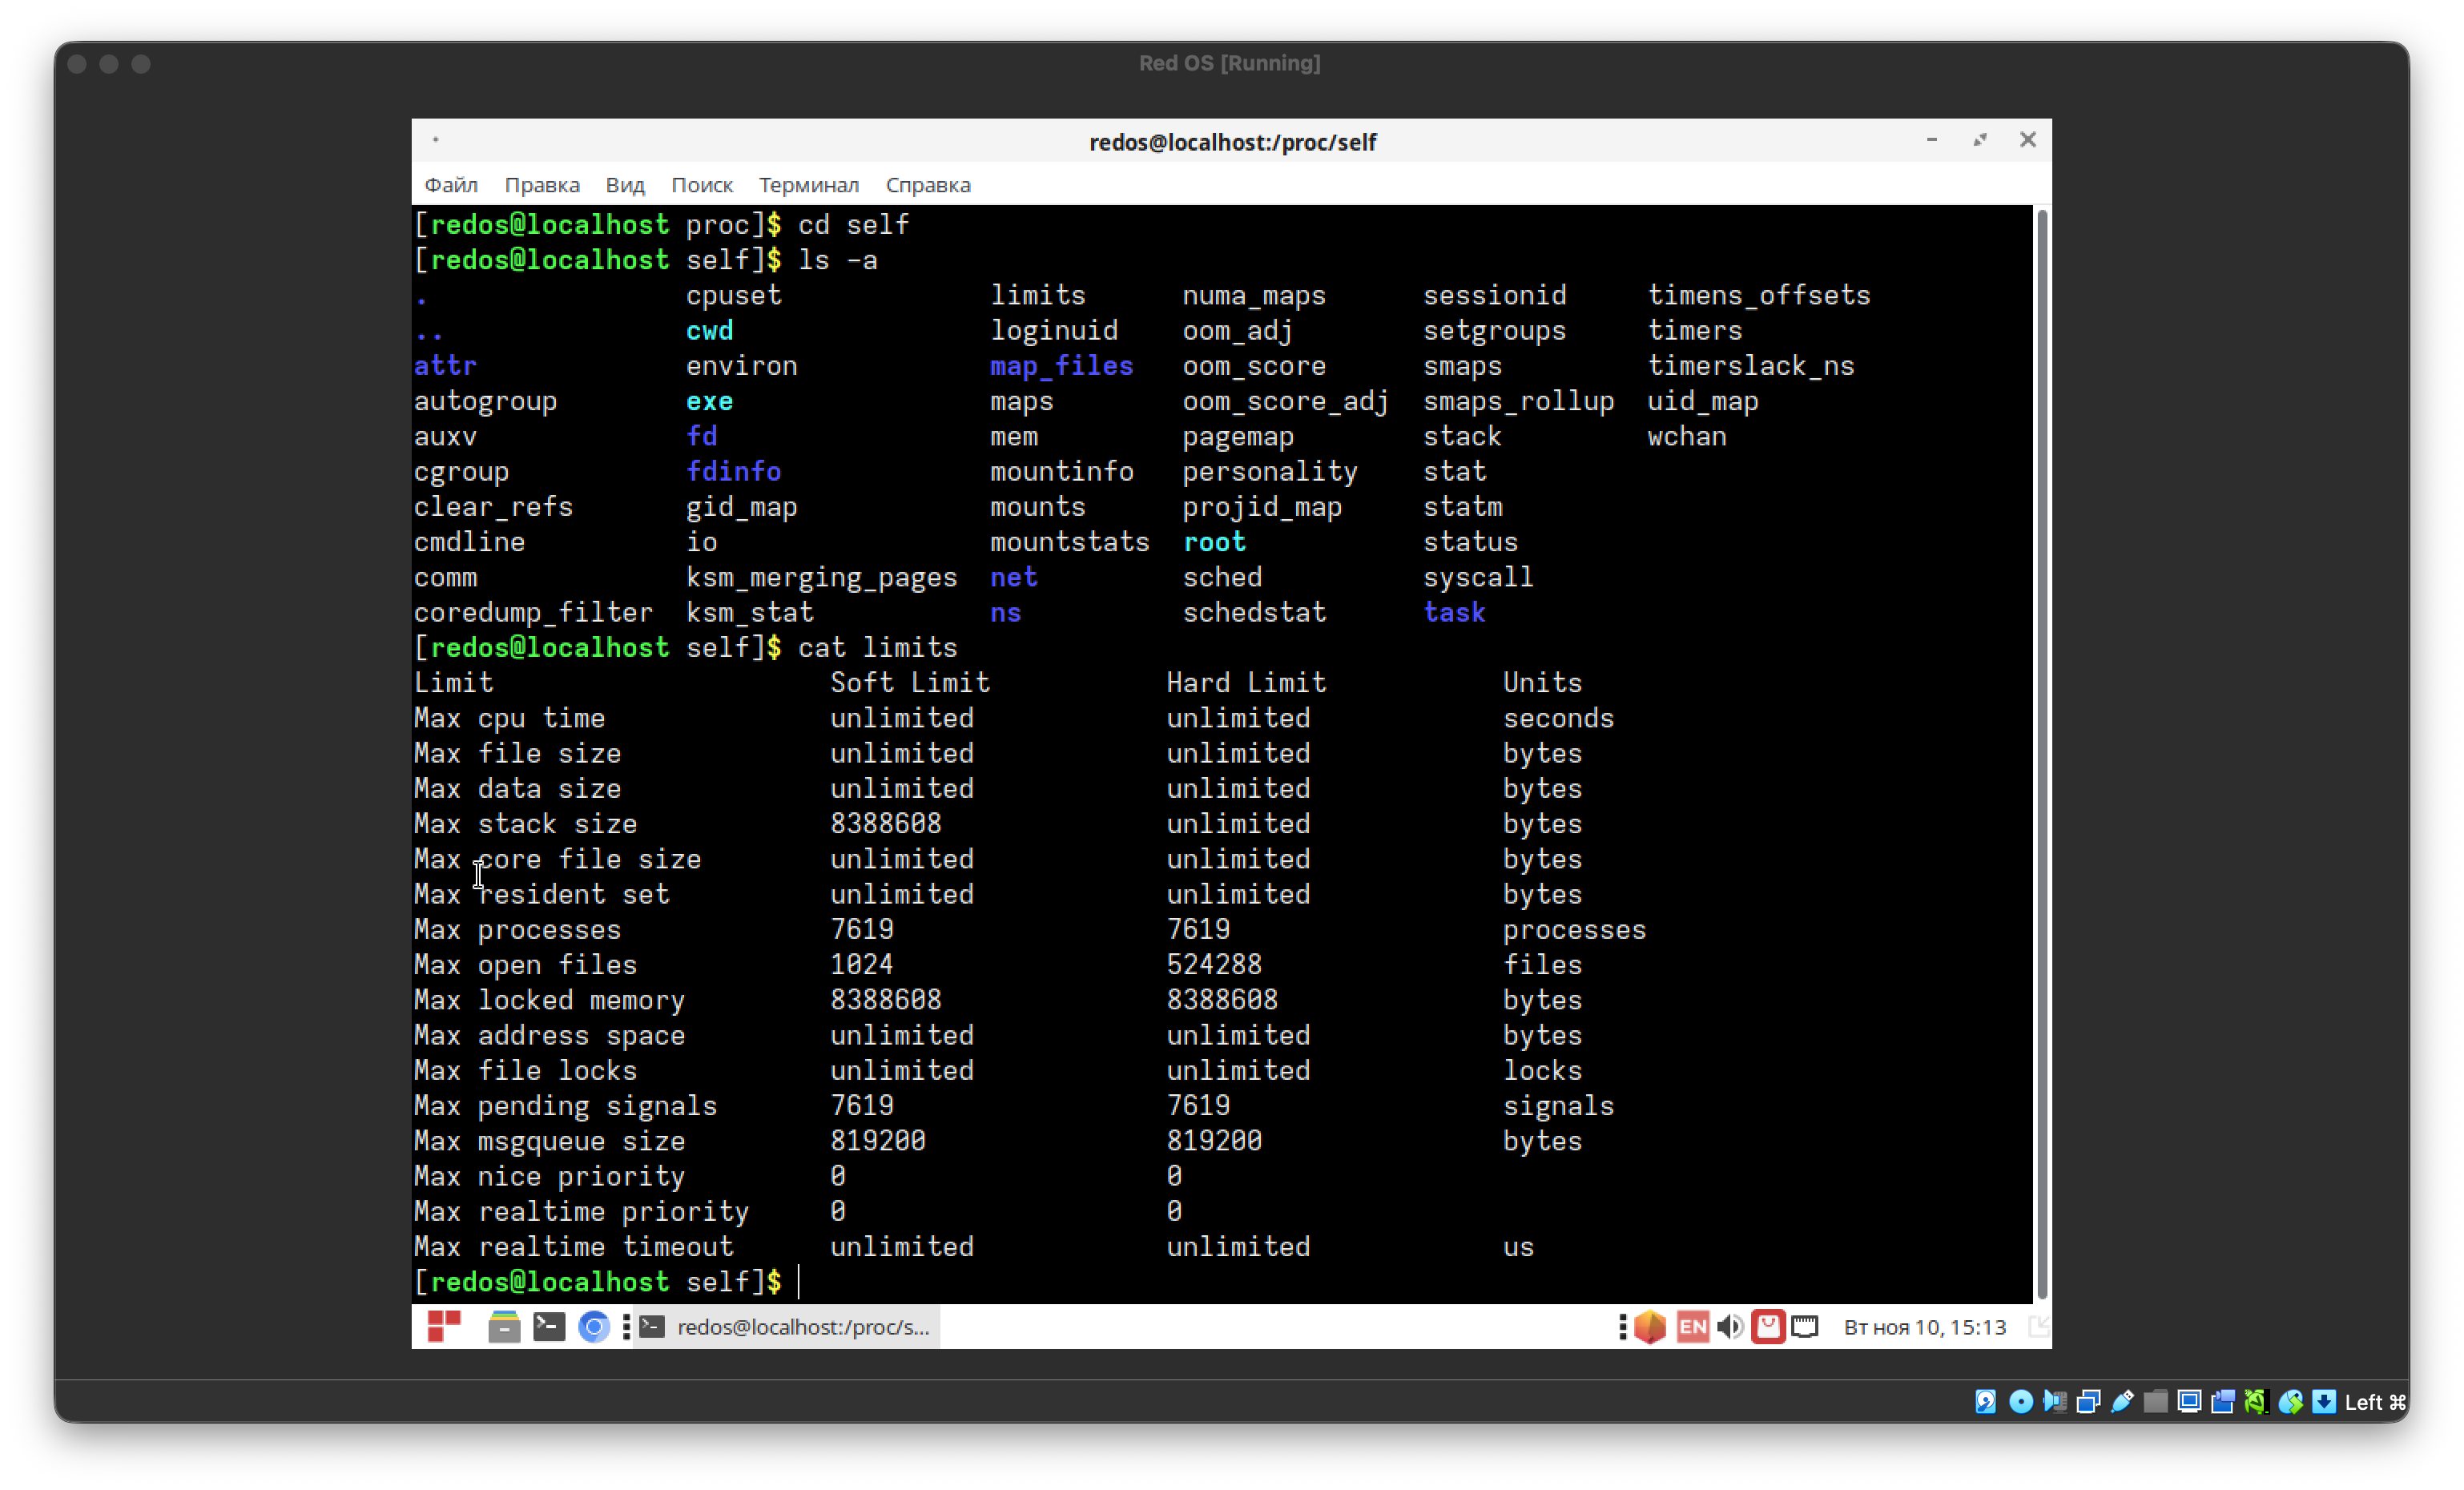 Red OS [Running]
redos@localhost:/proc/self
Файл Правка Вид Поиск Терминал Справка
[redos@localhost proc]$ cd self
[redos@localhost self]$ ls -a
. cpuset limits numa_maps sessionid timens_offsets
.. cwd loginuid oom_adj setgroups timers
attr environ map_files oom_score smaps timerslack_ns
autogroup exe maps oom_score_adj smaps_rollup uid_map
auxv fd mem pagemap stack wchan
cgroup fdinfo mountinfo personality stat
clear_refs gid_map mounts projid_map statm
cmdline io mountstats root status
comm ksm_merging_pages net sched syscall
coredump_filter ksm_stat ns schedstat task
[redos@localhost self]$ cat limits
Limit Soft Limit Hard Limit Units
Max cpu time unlimited unlimited seconds
Max file size unlimited unlimited bytes
Max data size unlimited unlimited bytes
Max stack size 8388608 unlimited bytes
Max core file size unlimited unlimited bytes
Max resident set unlimited unlimited bytes
Max processes 7619 7619 processes
Max open files 1024 524288 files
Max locked memory 8388608 8388608 bytes
Max address space unlimited unlimited bytes
Max file locks unlimited unlimited locks
Max pending signals 7619 7619 signals
Max msgqueue size 819200 819200 bytes
Max nice priority 0 0
Max realtime priority 0 0
Max realtime timeout unlimited unlimited us
[redos@localhost self]$
redos@localhost:/proc/s... EN Вт ноя 10, 15:13
Left ⌘